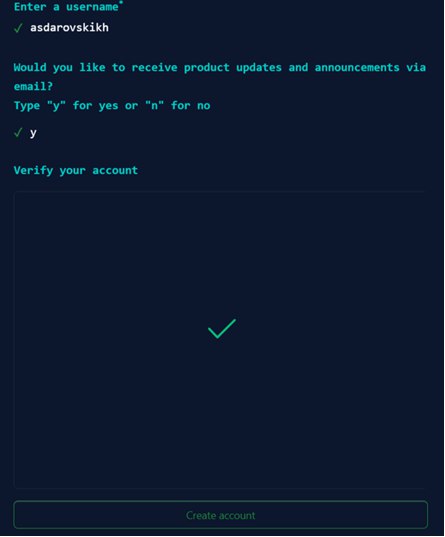 Enter a username*
✓ asdarovskikh
Would you like to receive product updates and announcements via
email?
Type "y" for yes or "n" for no
✓ y
Verify your account
Create account